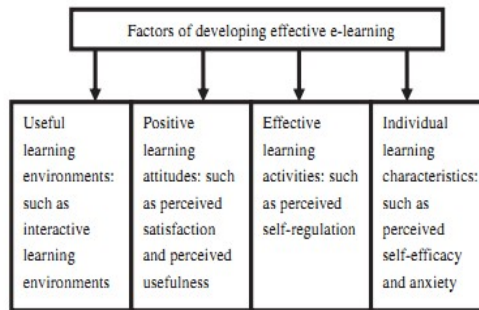 Factors of developing effective e-learning
Useful
learning
environments:
such as
interactive
learning
environments
Positive
learning
attitudes: such
as perceived
satisfaction
and perceived
usefulness
Effective
learning
activities: such
as perceived
self-regulation
Individual
learning
characteristics:
such as
perceived
self-efficacy
and anxiety